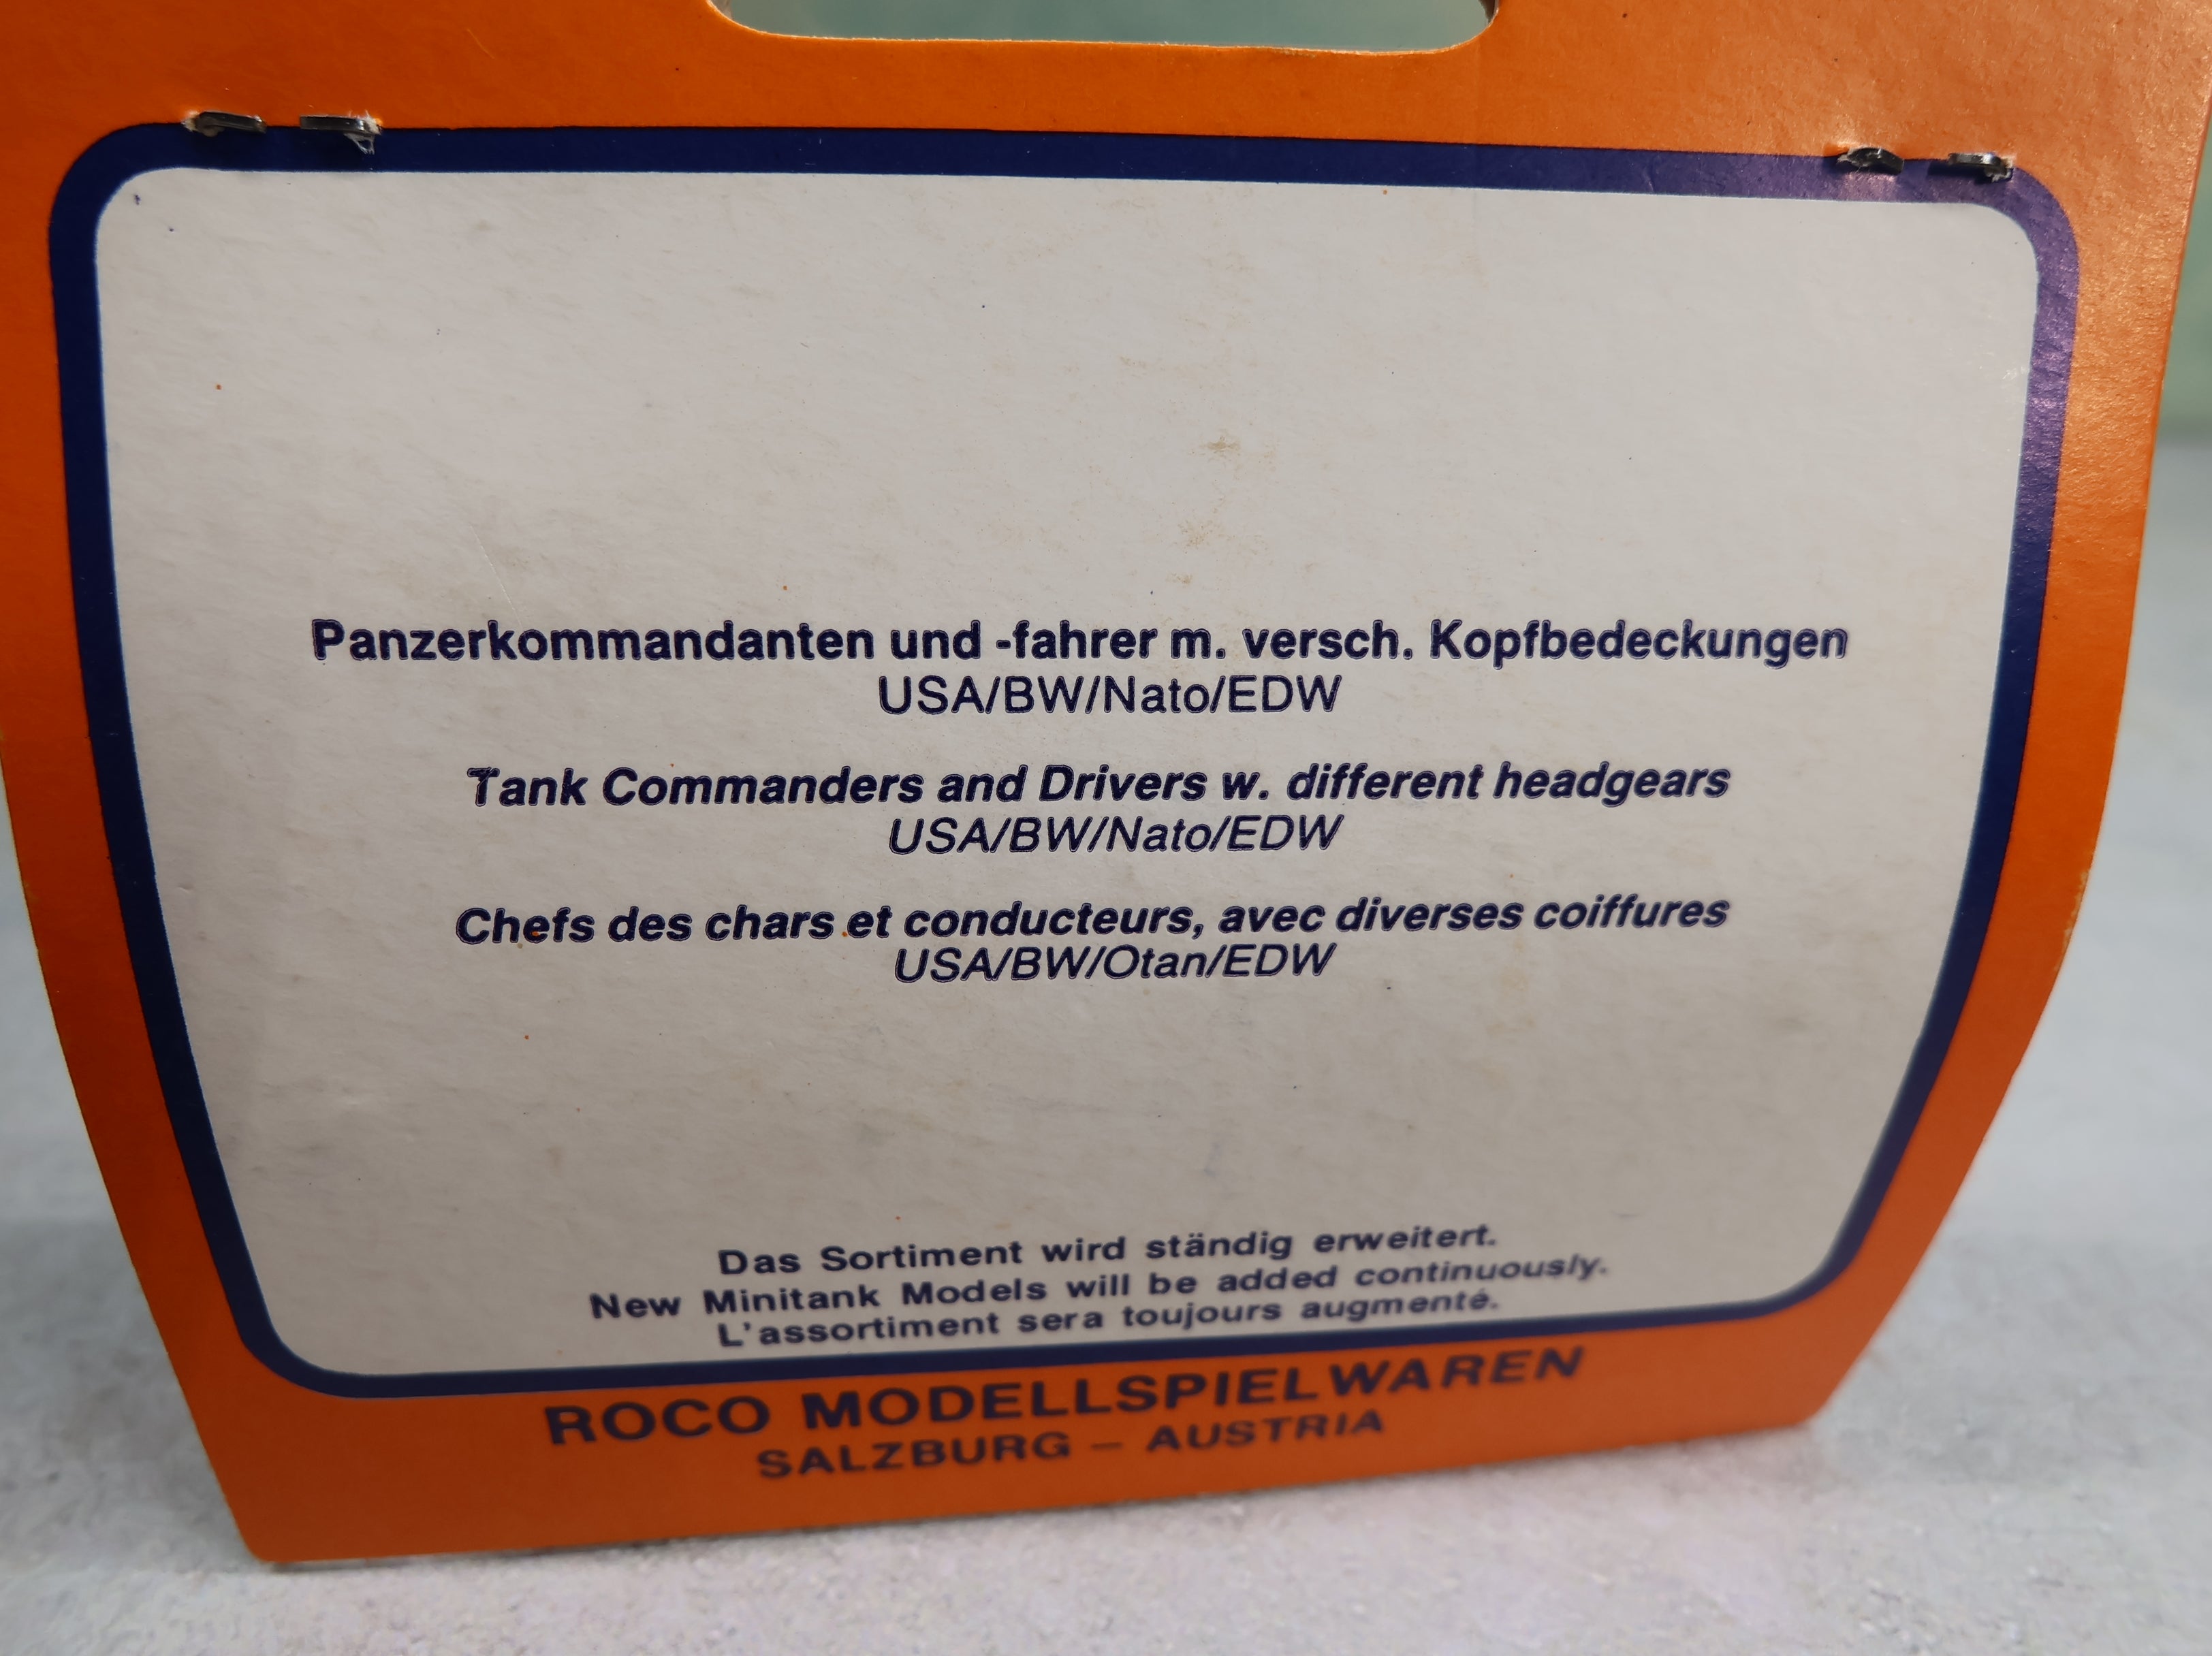 Panzerkommandanten und -fahrer m. versch. Kopfbedeckungen
USA/BW/Nato/EDW
Tank Commanders and Drivers w. different headgears
USA/BW/Nato/EDW
Chefs des chars et conducteurs, avec diverses coiffures
USA/BW/Otan/EDW
Das Sortiment wird ständig erweitert.
New Minitank Models will be added continuously.
L'assortiment sera toujours augmenté.
ROCO MODELLSPIELWAREN
SALZBURG – AUSTRIA